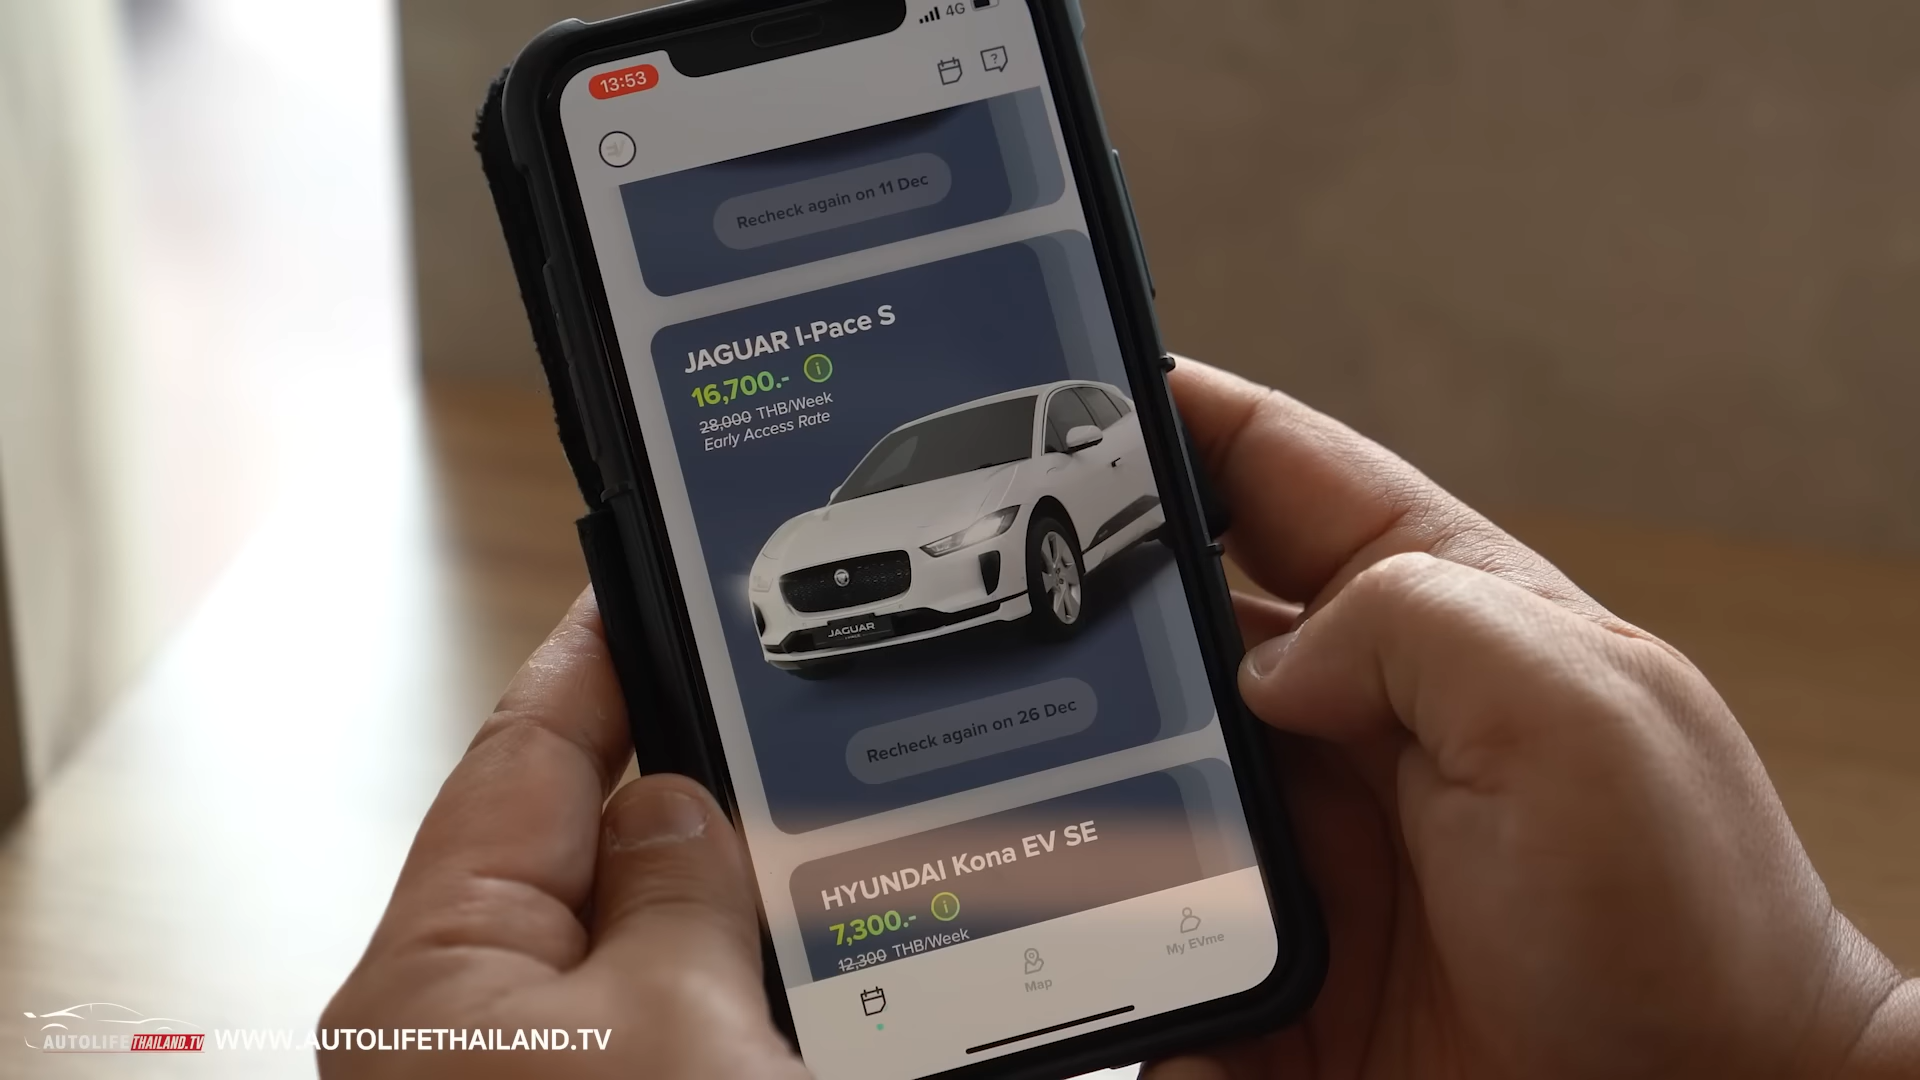 13:53
4G
Recheck again on 11 Dec
JAGUAR I-Pace S
16,700.-
28,000 THB/Week
Early Access Rate
JAGUAR
Recheck again on 26 Dec
HYUNDAI Kona EV SE
7,300.-
12,300 THB/Week
Map
My EVme
AUTOLIFETHAILAND.TV WWW.AUTOLIFETHAILAND.TV